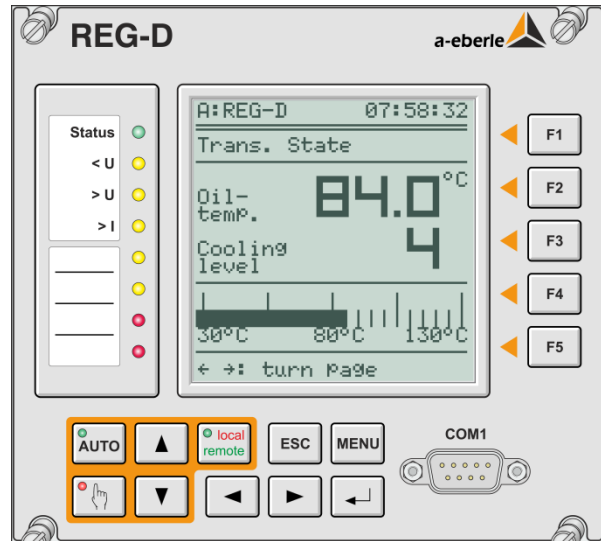 REG-D
a-eberle
Status
< U
> U
> I
A:REG-D 07:58:32
Trans. State
Oil-
temp.
84.0°C
Cooling
level
4
30°C 80°C 130°C
← →: turn page
F1
F2
F3
F4
F5
AUTO
local
remote
ESC
MENU
COM1